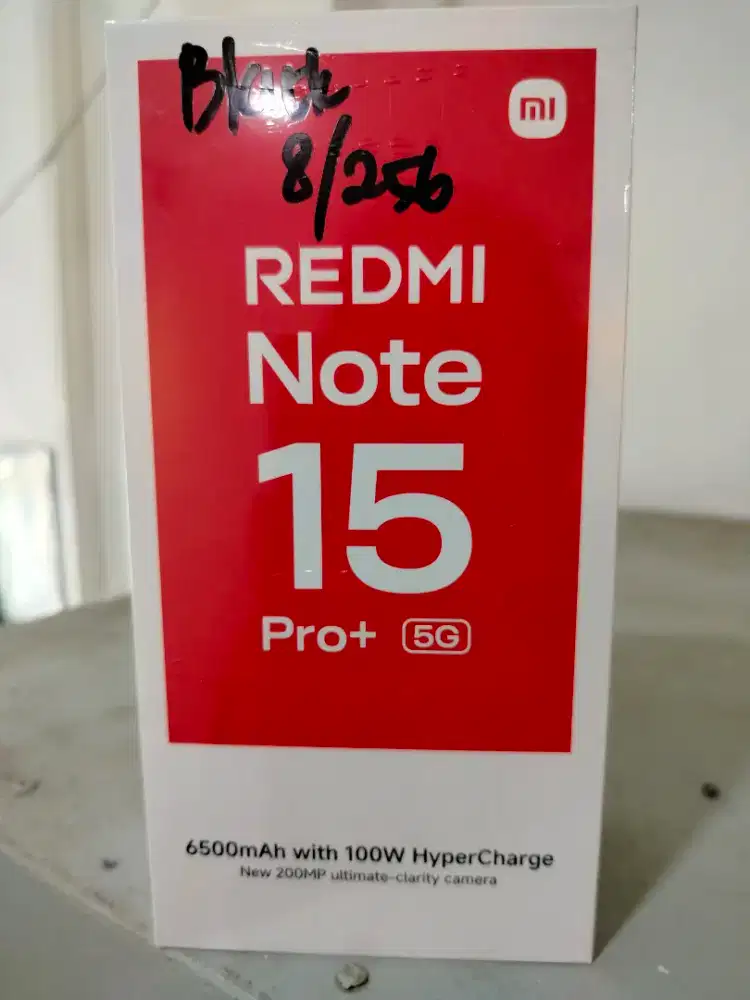 Black
8/256
mi
REDMI
Note
15
Pro+ 5G
6500mAh with 100W HyperCharge
New 200MP ultimate-clarity camera